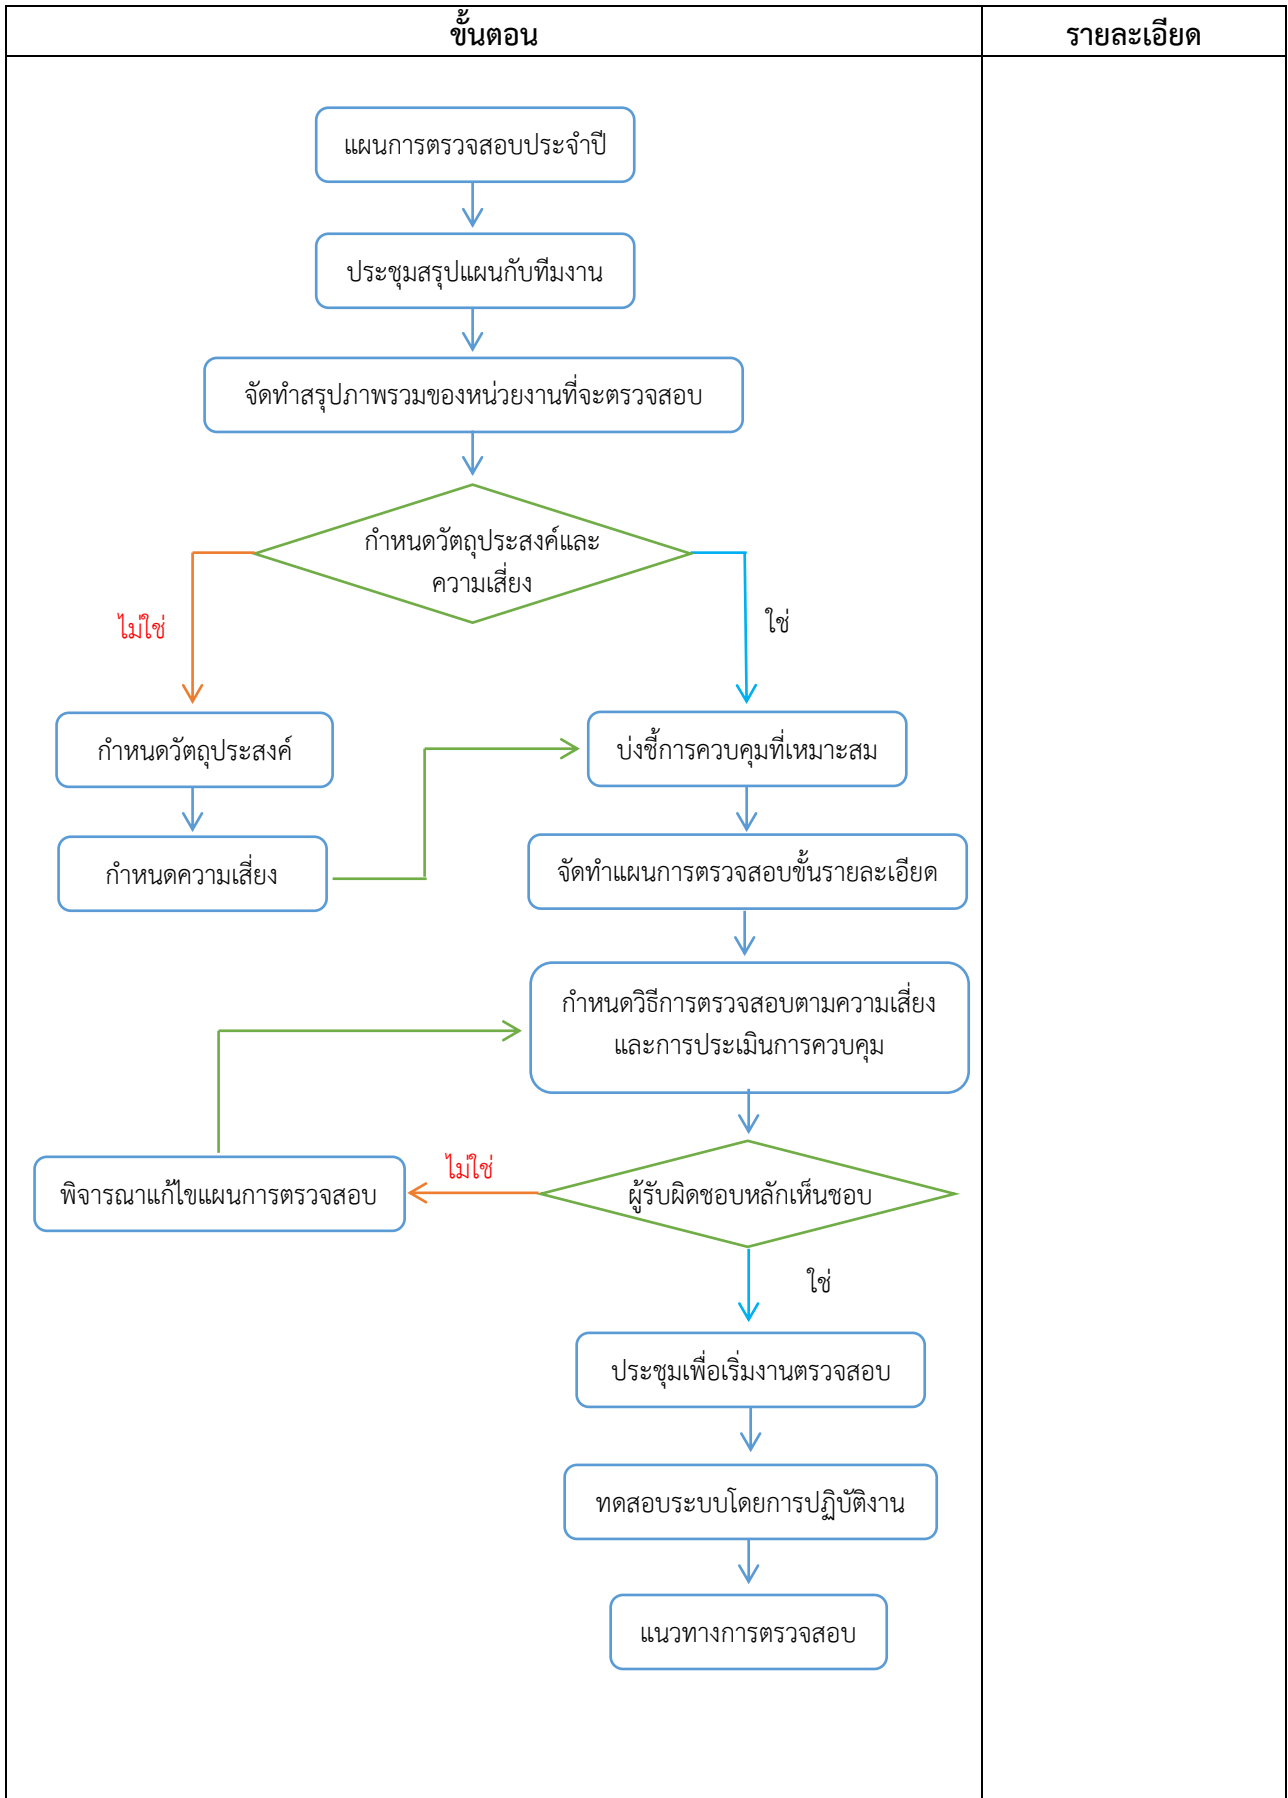 ขั้นตอน
รายละเอียด
แผนการตรวจสอบประจำปี
ประชุมสรุปแผนกับทีมงาน
จัดทำสรุปภาพรวมของหน่วยงานที่จะตรวจสอบ
กำหนดวัตถุประสงค์และ
ความเสี่ยง
ไม่ใช่
ใช่
กำหนดวัตถุประสงค์
บ่งชี้การควบคุมที่เหมาะสม
กำหนดความเสี่ยง
จัดทำแผนการตรวจสอบขั้นรายละเอียด
กำหนดวิธีการตรวจสอบตามความเสี่ยง
และการประเมินการควบคุม
ไม่ใช่
พิจารณาแก้ไขแผนการตรวจสอบ
ผู้รับผิดชอบหลักเห็นชอบ
ใช่
ประชุมเพื่อเริ่มงานตรวจสอบ
ทดสอบระบบโดยการปฏิบัติงาน
แนวทางการตรวจสอบ